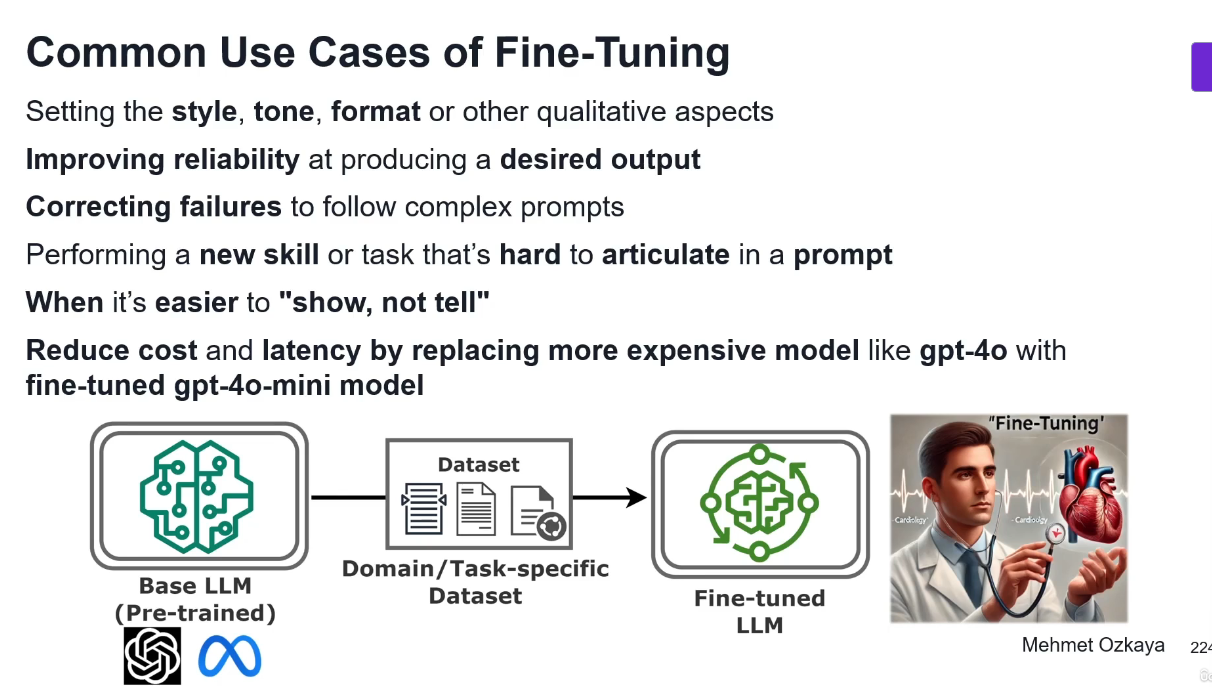 Common Use Cases of Fine-Tuning
Setting the style, tone, format or other qualitative aspects
Improving reliability at producing a desired output
Correcting failures to follow complex prompts
Performing a new skill or task that’s hard to articulate in a prompt
When it’s easier to "show, not tell"
Reduce cost and latency by replacing more expensive model like gpt-4o with
fine-tuned gpt-4o-mini model
Dataset
Base LLM
(Pre-trained)
Domain/Task-specific
Dataset
Fine-tuned
LLM
"Fine-Tuning'
Cardiology
Mehmet Ozkaya
224